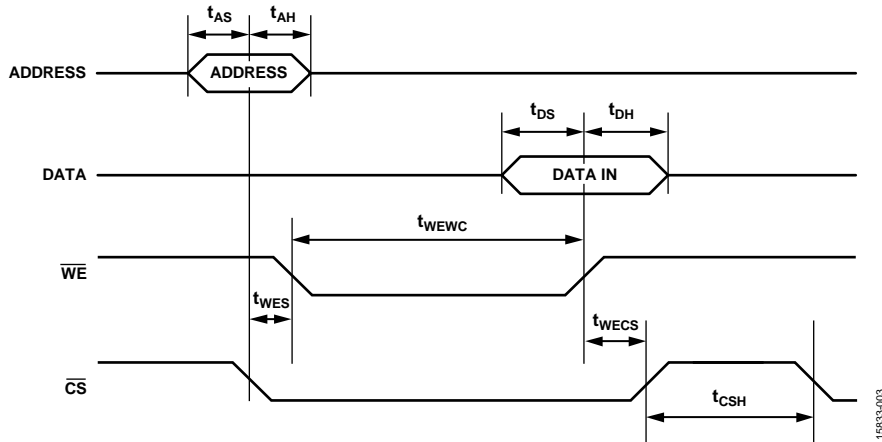 tAS tAH
ADDRESS ADDRESS
tDS tDH
DATA DATA IN
tWEWC
WE
tWES
tWECS
CS
tCSH
15833-003